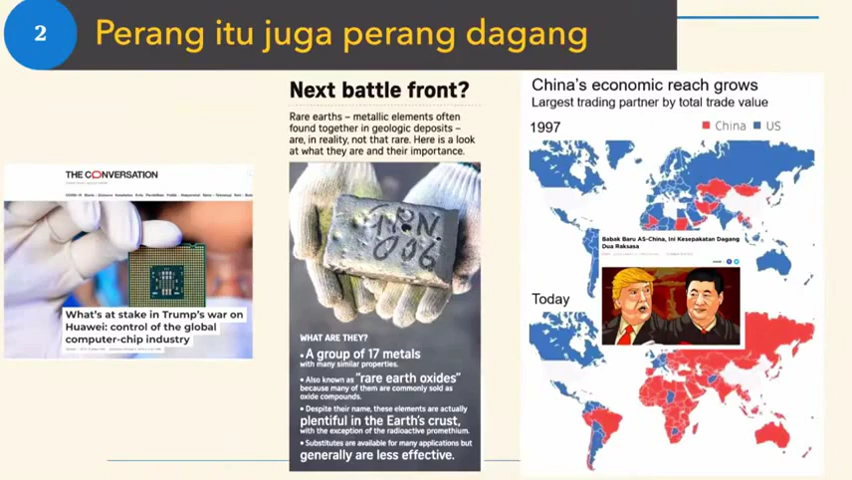 2
Perang itu juga perang dagang
THE CONVERSATION
What's at stake in Trump's war on
Huawei: control of the global
computer-chip industry
Next battle front?
Rare earths – metallic elements often
found together in geologic deposits –
are, in reality, not that rare. Here is a look
at what they are and their importance.
WHAT ARE THEY?
• A group of 17 metals
with many similar properties.
• Also known as "rare earth oxides"
because many of them are commonly sold as
oxide compounds.
• Despite their name, these elements are actually
plentiful in the Earth's crust,
with the exception of the radioactive promethium.
• Substitutes are available for many applications but
generally are less effective.
China's economic reach grows
Largest trading partner by total trade value
1997
China US
Babak Baru AS-China, Ini Kesepakatan Dagang
Dua Raksasa
Today